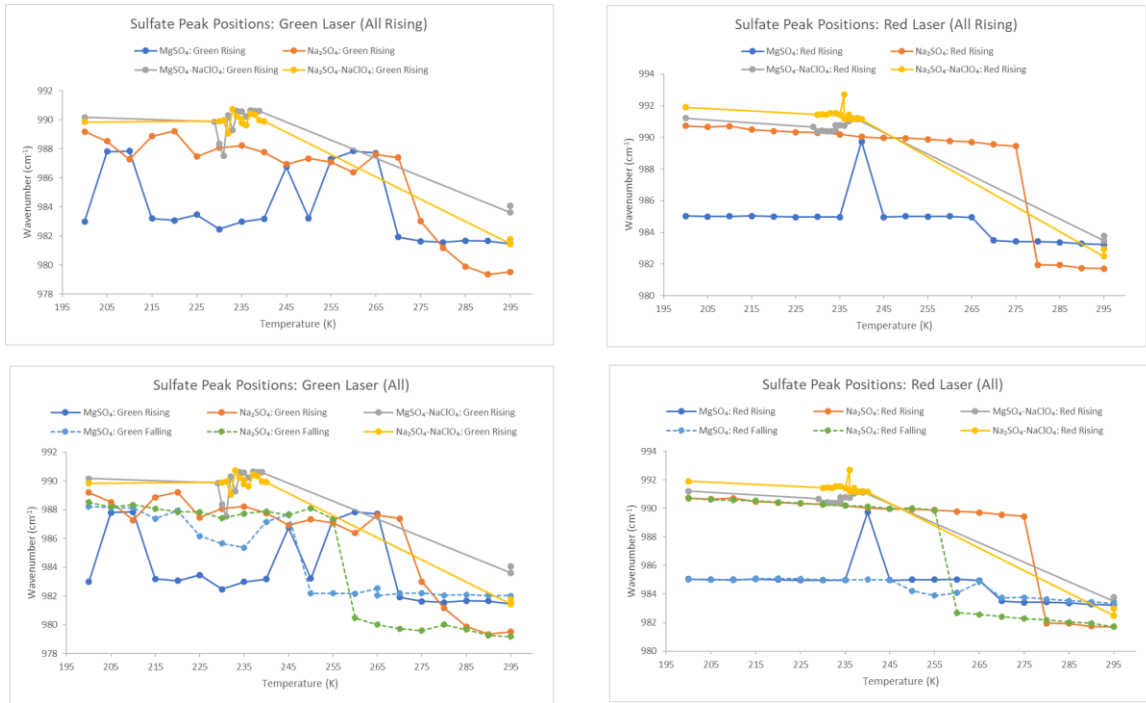 Sulfate Peak Positions: Green Laser (All Rising)
MgSO₄: Green Rising
Na₂SO₄: Green Rising
MgSO₄-NaClO₄: Green Rising
Na₂SO₄-NaClO₄: Green Rising
992
990
988
986
984
982
980
978
Wavenumber (cm⁻¹)
195 205 215 225 235 245 255 265 275 285 295
Temperature (K)
Sulfate Peak Positions: Red Laser (All Rising)
MgSO₄: Red Rising
Na₂SO₄: Red Rising
MgSO₄-NaClO₄: Red Rising
Na₂SO₄-NaClO₄: Red Rising
994
992
990
988
986
984
982
980
Wavenumber (cm⁻¹)
195 205 215 225 235 245 255 265 275 285 295
Temperature (K)
Sulfate Peak Positions: Green Laser (All)
MgSO₄: Green Rising
Na₂SO₄: Green Rising
MgSO₄-NaClO₄: Green Rising
MgSO₄: Green Falling
Na₂SO₄: Green Falling
Na₂SO₄-NaClO₄: Green Rising
992
990
988
986
984
982
980
978
Wavenumber (cm⁻¹)
195 205 215 225 235 245 255 265 275 285 295
Temperature (K)
Sulfate Peak Positions: Red Laser (All)
MgSO₄: Red Rising
Na₂SO₄: Red Rising
MgSO₄-NaClO₄: Red Rising
MgSO₄: Red Falling
Na₂SO₄: Red Falling
Na₂SO₄-NaClO₄: Red Rising
994
992
990
988
986
984
982
980
Wavenumber (cm⁻¹)
195 205 215 225 235 245 255 265 275 285 295
Temperature (K)